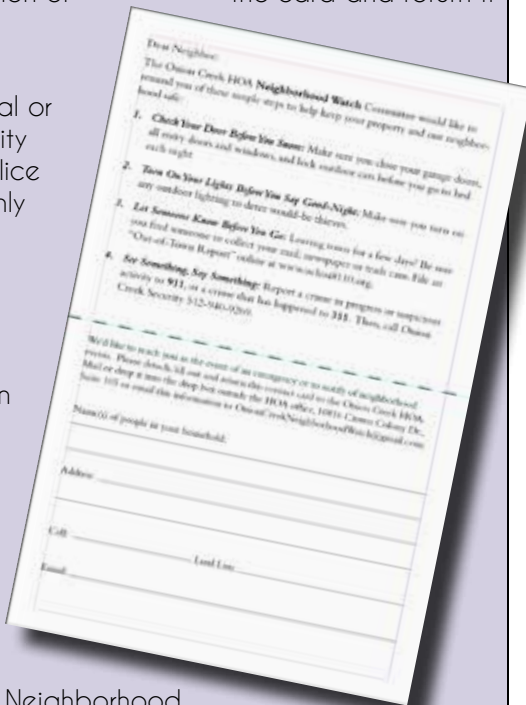 the card and return it
al or
ity
lice
nly
n
Neighborhood
Dear Neighbor:
The Onion Creek HOA Neighborhood Watch Committee would like to
remind you of these simple steps to help keep your property and our neighbor-
hood safe:
1. Check Your Door Before You Snooze: Make sure you close your garage doors,
all entry doors and windows, and lock outdoor cars before you go to bed
each night.
2. Turn On Your Lights Before You Say Good-Night: Make sure you turn on
any outdoor lighting to deter would-be thieves.
3. Let Someone Know Before You Go: Leaving town for a few days? Be sure
you find someone to collect your mail, newspaper or trash cans. File an
"Out-of-Town Report" online at
4. See Something, Say Something: Report a crime in progress or suspicious
activity to 911, or a crime that has happened to 311. Then, call Onion
Creek Security
We'd like to reach you in the event of an emergency or to notify of neighborhood
events. Please detach, fill out and return this contact card to the Onion Creek HOA.
Mail or drop it into the drop box outside the HOA office, 10816 Crown Colony Dr.,
Suite 105 or email this information to OnionCreekNeighborhoodWatch@gmail.com
Name(s) of people in your household:
Address:
Cell: Land Line:
Email: